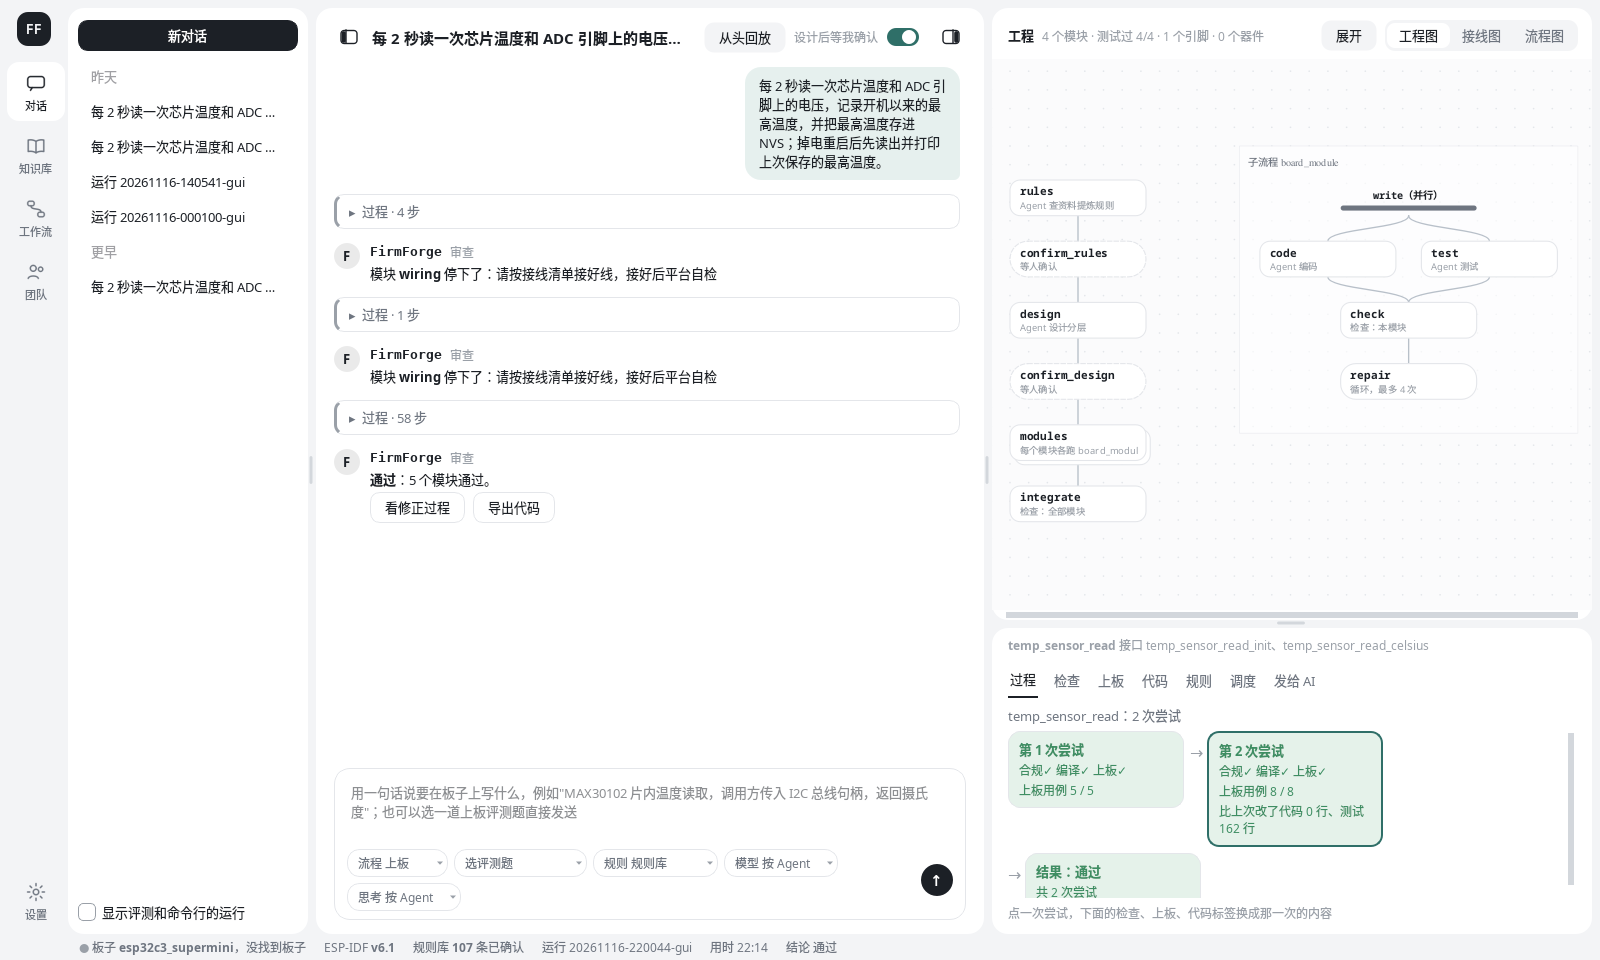 FF
对话
知识库
工作流
团队
设置
新对话
昨天
每 2 秒读一次芯片温度和 ADC ...
每 2 秒读一次芯片温度和 ADC ...
运行 20261116-140541-gui
运行 20261116-000100-gui
更早
每 2 秒读一次芯片温度和 ADC ...
显示评测和命令行的运行
每 2 秒读一次芯片温度和 ADC 引脚上的电压...
从头回放
设计后等我确认
每 2 秒读一次芯片温度和 ADC 引
脚上的电压，记录开机以来的最
高温度，并把最高温度存进
NVS；掉电重启后先读出并打印
上次保存的最高温度。
▸ 过程 · 4 步
F FirmForge 审查
模块 wiring 停下了：请按接线清单接好线，接好后平台自检
▸ 过程 · 1 步
F FirmForge 审查
模块 wiring 停下了：请按接线清单接好线，接好后平台自检
▸ 过程 · 58 步
F FirmForge 审查
通过：5 个模块通过。
看修正过程 导出代码
用一句话说要在板子上写什么，例如"MAX30102 片内温度读取，调用方传入 I2C 总线句柄，返回摄氏
度"；也可以选一道上板评测题直接发送
流程 上板 选评测题 规则 规则库 模型 按 Agent
思考 按 Agent
↑
工程 4 个模块 · 测试过 4/4 · 1 个引脚 · 0 个器件
展开 工程图 接线图 流程图
rules
Agent 查资料提炼规则
confirm_rules
等人确认
design
Agent 设计分层
confirm_design
等人确认
modules
每个模块各跑 board_modul
integrate
检查：全部模块
子流程 board_module
write（并行）
code
Agent 编码
test
Agent 测试
check
检查：本模块
repair
循环，最多 4 次
temp_sensor_read 接口 temp_sensor_read_init、temp_sensor_read_celsius
过程 检查 上板 代码 规则 调度 发给 AI
temp_sensor_read：2 次尝试
第 1 次尝试
合规✓ 编译✓ 上板✓
上板用例 5 / 5
→
第 2 次尝试
合规✓ 编译✓ 上板✓
上板用例 8 / 8
比上次改了代码 0 行、测试
162 行
→
结果：通过
共 2 次尝试
点一次尝试，下面的检查、上板、代码标签换成那一次的内容
板子 esp32c3_supermini，没找到板子 ESP-IDF v6.1 规则库 107 条已确认 运行 20261116-220044-gui 用时 22:14 结论 通过